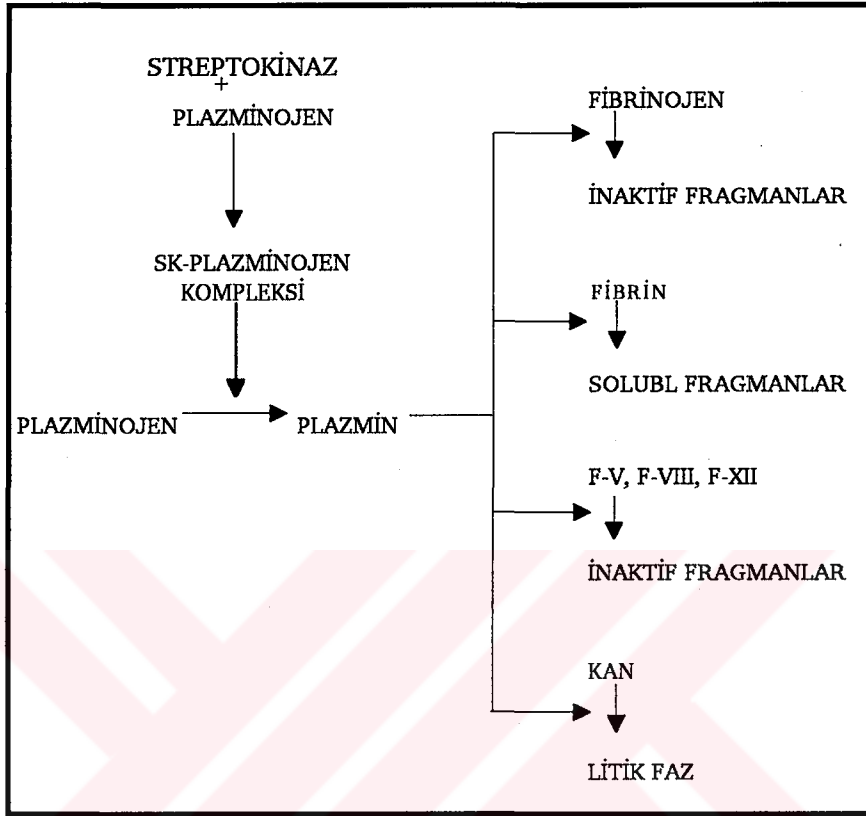 STREPTOKİNAZ
+
PLAZMİNOJEN
SK-PLAZMİNOJEN
KOMPLEKSİ
PLAZMİNOJEN
PLAZMİN
FİBRİNOJEN
İNAKTİF FRAGMANLAR
FİBRİN
SOLUBL FRAGMANLAR
F-V, F-VIII, F-XII
İNAKTİF FRAGMANLAR
KAN
LİTİK FAZ